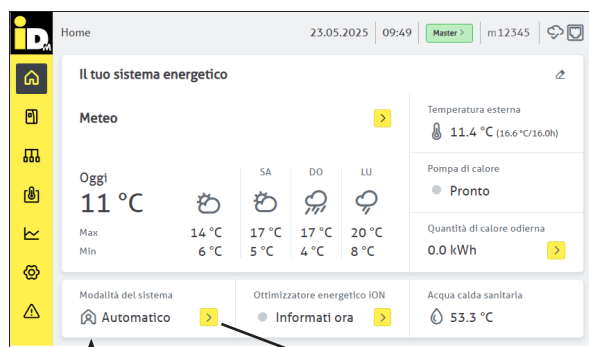 iDM
Home 23.05.2025 09:49 Master > m12345
Il tuo sistema energetico
Meteo
Oggi
11 °C
SA DO LU
Max 14 °C 17 °C 17 °C 20 °C
Min 6 °C 5 °C 4 °C 8 °C
Temperatura esterna
11.4 °C (16.6 °C/16.0h)
Pompa di calore
Pronto
Quantità di calore odierna
0.0 kWh
Modalità del sistema
Automatico
Ottimizzatore energetico iON
Informati ora
Acqua calda sanitaria
53.3 °C